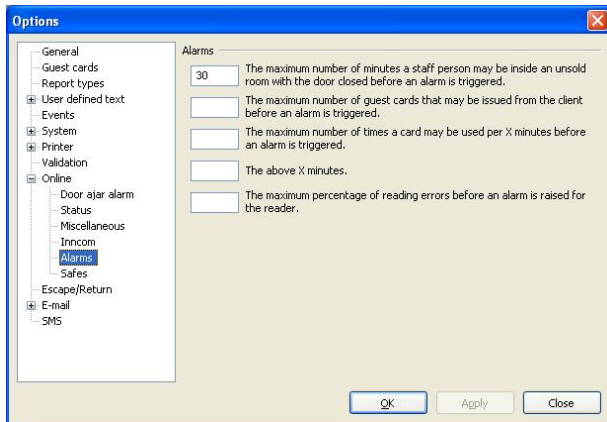 Options
General
Guest cards
Report types
User defined text
Events
System
Printer
Validation
Online
Door ajar alarm
Status
Miscellaneous
Inncom
Alarms
Safes
Escape/Return
E-mail
SMS
Alarms
30
The maximum number of minutes a staff person may be inside an unsold
room with the door closed before an alarm is triggered.
The maximum number of guest cards that may be issued from the client
before an alarm is triggered.
The maximum number of times a card may be used per X minutes before
an alarm is triggered.
The above X minutes.
The maximum percentage of reading errors before an alarm is raised for
the reader.
OK
Apply
Close